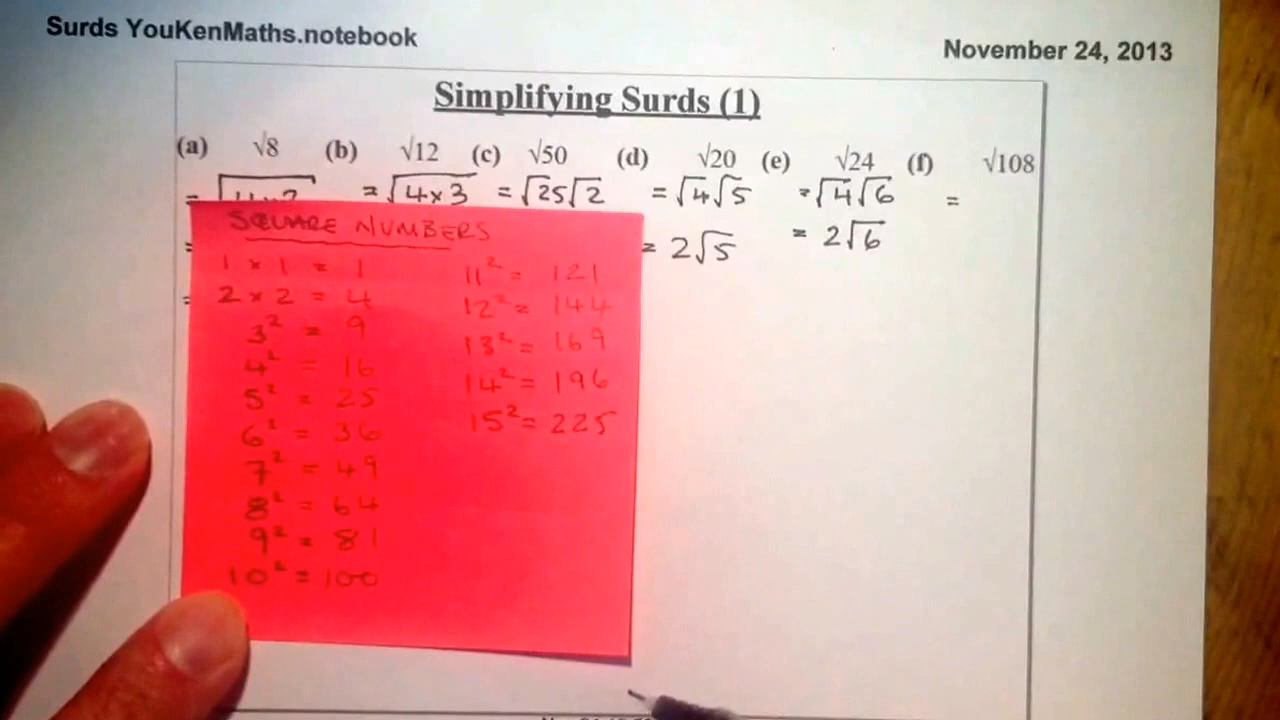 Surds YouKenMaths.notebook
November 24, 2013
Simplifying Surds (1)
(a) √8 (b) √12 (c) √50 (d) √20 (e) √24 (f) √108
= = √4×3 = √25√2 = √4√5 = √4√6 =
= = 2√5 = 2√6
=
SQUARE NUMBERS
1 × 1 = 1
2 × 2 = 4
3² = 9
4² = 16
5² = 25
6² = 36
7² = 49
8² = 64
9² = 81
10² = 100
11² = 121
12² = 144
13² = 169
14² = 196
15² = 225